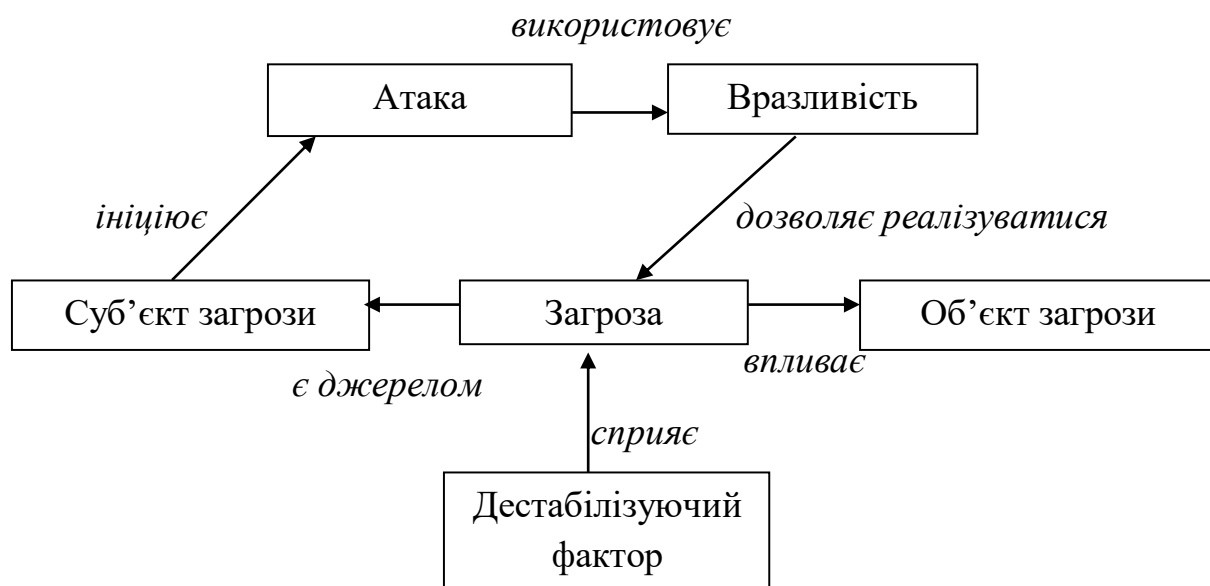 використовує
Атака
Вразливість
ініціює
дозволяє реалізуватися
Суб’єкт загрози
Загроза
Об’єкт загрози
є джерелом
впливає
сприяє
Дестабілізуючий
фактор